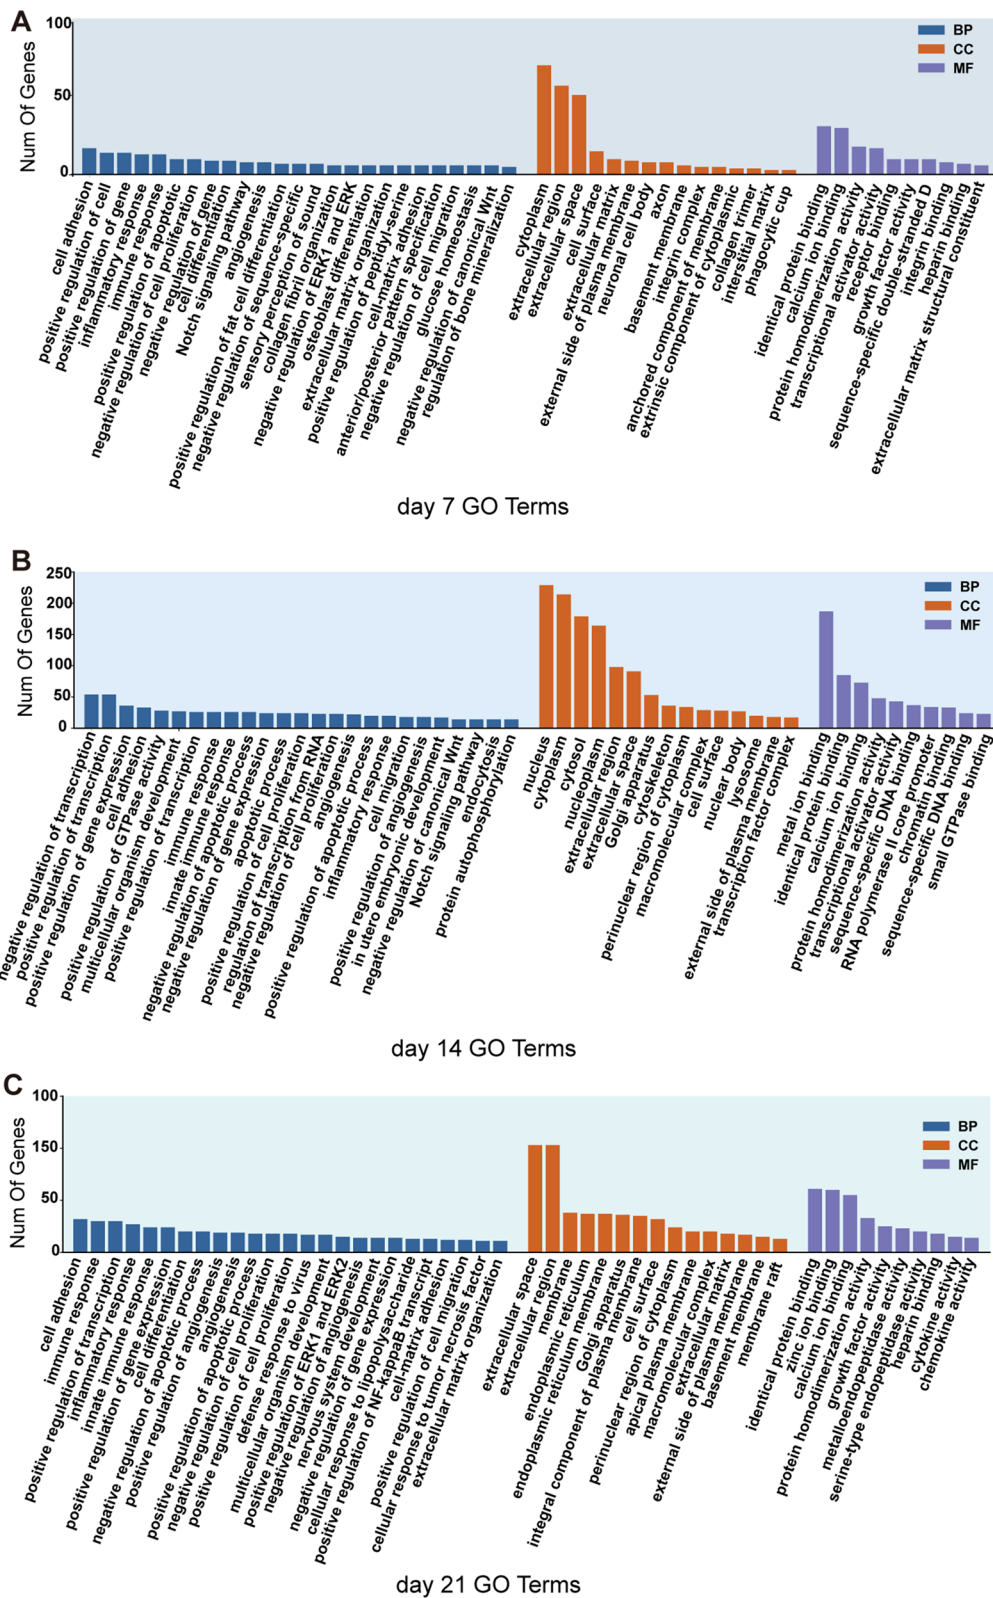 A
100
50
0
Num Of Genes
BP
CC
MF
cell adhesion
positive regulation of cell
positive regulation of gene
inflammatory response
immune response
positive regulation of apoptotic
negative regulation of cell proliferation
negative regulation of gene
cell differentiation
Notch signaling pathway
angiogenesis
positive regulation of fat cell differentiation
negative regulation of sequence-specific
sensory perception of sound
collagen fibril organization
negative regulation of ERK1 and ERK
osteoblast differentiation
extracellular matrix organization
positive regulation of peptidyl-serine
cell-matrix adhesion
anterior/posterior pattern specification
negative regulation of cell migration
glucose homeostasis
negative regulation of canonical Wnt
regulation of bone mineralization
cytoplasm
extracellular region
extracellular space
cell surface
extracellular matrix
external side of plasma membrane
neuronal cell body
axon
basement membrane
integrin complex
anchored component of membrane
extrinsic component of cytoplasmic
collagen trimer
interstitial matrix
phagocytic cup
identical protein binding
calcium ion binding
protein homodimerization activity
transcriptional activator activity
receptor binding
growth factor activity
sequence-specific double-stranded D
integrin binding
heparin binding
extracellular matrix structural constituent
day 7 GO Terms
B
250
200
150
100
50
0
Num Of Genes
BP
CC
MF
negative regulation of transcription
positive regulation of transcription
positive regulation of gene expression
cell adhesion
positive regulation of GTPase activity
multicellular organism development
positive regulation of transcription
immune response
innate immune response
negative regulation of apoptotic process
negative regulation of gene expression
apoptotic process
positive regulation of cell proliferation
regulation of transcription from RNA
negative regulation of cell proliferation
angiogenesis
positive regulation of apoptotic process
inflammatory response
cell migration
positive regulation of angiogenesis
in utero embryonic development
negative regulation of canonical Wnt
Notch signaling pathway
endocytosis
protein autophosphorylation
nucleus
cytoplasm
cytosol
nucleoplasm
extracellular region
extracellular space
Golgi apparatus
cytoskeleton
perinuclear region of cytoplasm
macromolecular complex
cell surface
nuclear body
lysosome
external side of plasma membrane
transcription factor complex
metal ion binding
identical protein binding
calcium ion binding
protein homodimerization activity
transcriptional activator activity
sequence-specific DNA binding
RNA polymerase II core promoter
chromatin binding
sequence-specific DNA binding
small GTPase binding
day 14 GO Terms
C
100
150
50
0
Num Of Genes
BP
CC
MF
cell adhesion
immune response
positive regulation of transcription
inflammatory response
innate immune response
positive regulation of gene expression
cell differentiation
negative regulation of apoptotic process
positive regulation of angiogenesis
angiogenesis
positive regulation of apoptotic process
negative regulation of cell proliferation
positive regulation of cell proliferation
defense response to virus
multicellular organism development
positive regulation of ERK1 and ERK2
negative regulation of angiogenesis
nervous system development
negative regulation of gene expression
cellular response to lipopolysaccharide
positive regulation of NF-kappaB transcript
cell-matrix adhesion
positive regulation of cell migration
cellular response to tumor necrosis factor
extracellular matrix organization
extracellular space
extracellular region
membrane
endoplasmic reticulum
endoplasmic reticulum membrane
Golgi apparatus
integral component of plasma membrane
cell surface
perinuclear region of cytoplasm
apical plasma membrane
macromolecular complex
extracellular matrix
external side of plasma membrane
basement membrane
membrane raft
identical protein binding
zinc ion binding
calcium ion binding
protein homodimerization activity
growth factor activity
metalloendopeptidase activity
serine-type endopeptidase activity
heparin binding
cytokine activity
chemokine activity
day 21 GO Terms